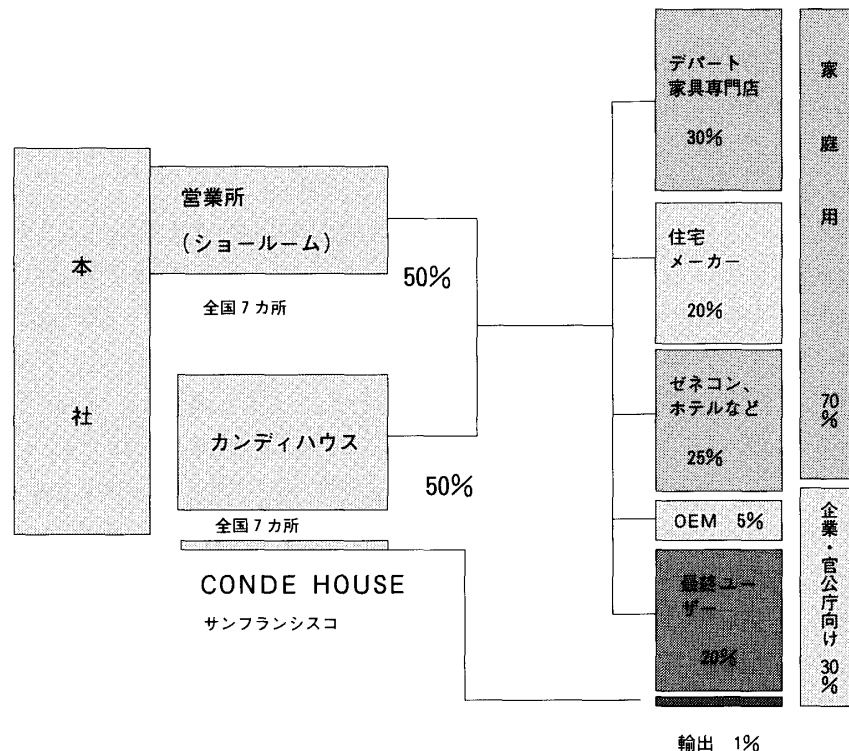 本社
営業所
(ショールーム)
50%
全国7カ所
カンディハウス
50%
全国7カ所
CONDE HOUSE
サンフランシスコ
デパート
家具専門店
30%
住宅
メーカー
20%
ゼネコン、
ホテルなど
25%
OEM 5%
最終ユー
ザー
20%
輸出 1%
家庭用 70%
企業・官公庁向け 30%